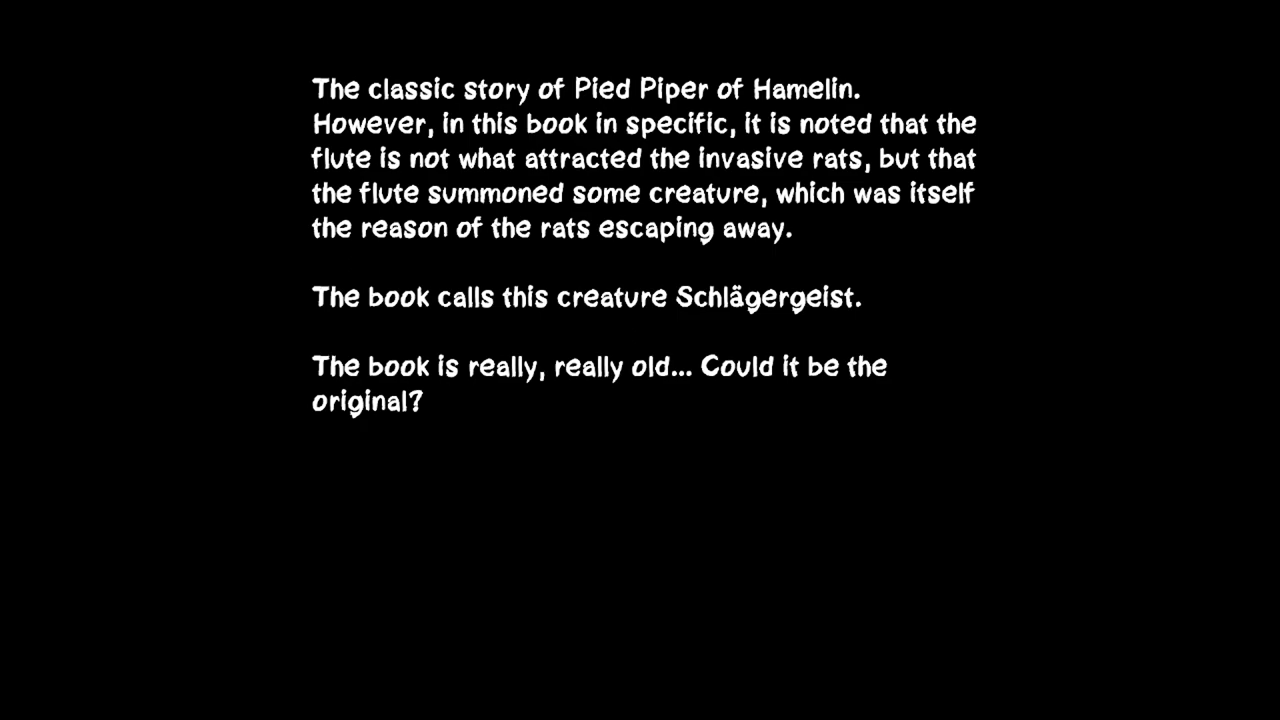 The classic story of Pied Piper of Hamelin.
However, in this book in specific, it is noted that the
flute is not what attracted the invasive rats, but that
the flute summoned some creature, which was itself
the reason of the rats escaping away.
The book calls this creature Schlägergeist.
The book is really, really old... Could it be the
original?